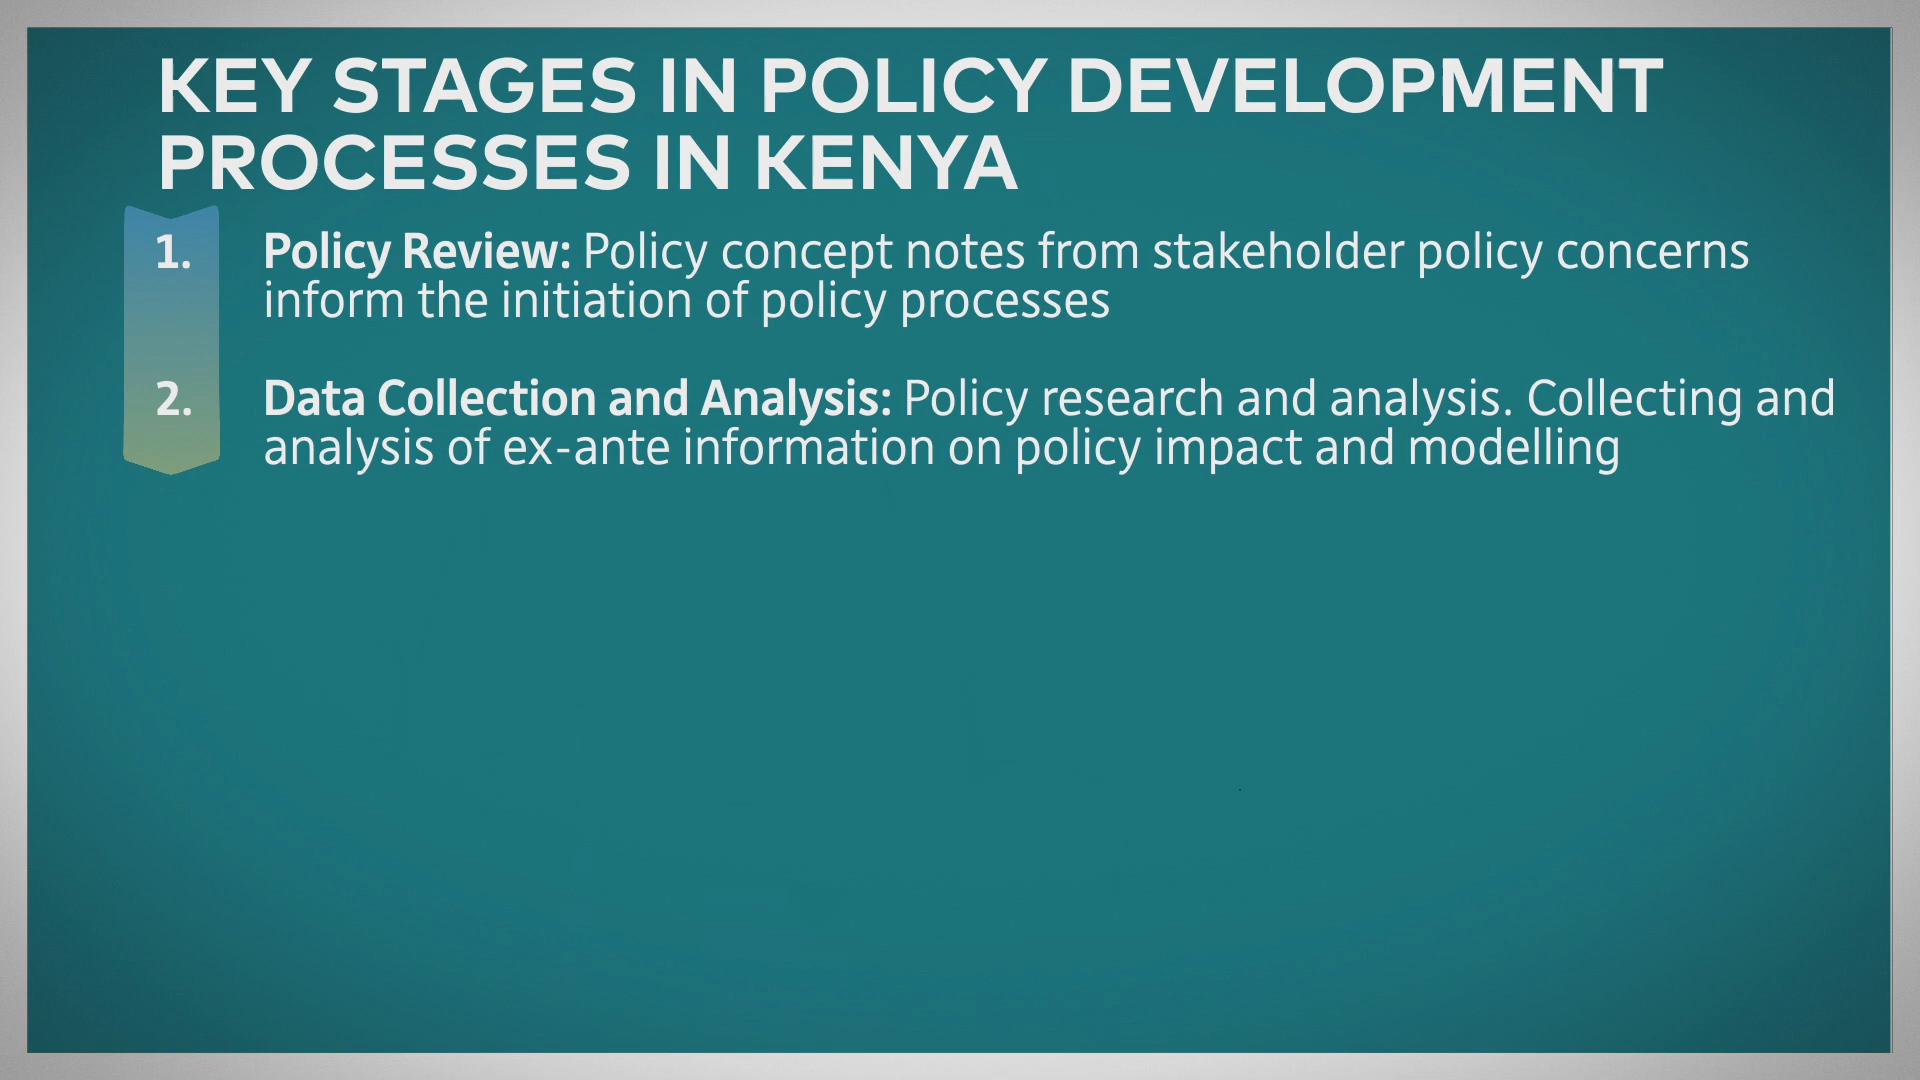 KEY STAGES IN POLICY DEVELOPMENT
PROCESSES IN KENYA
1. Policy Review: Policy concept notes from stakeholder policy concerns
inform the initiation of policy processes
2. Data Collection and Analysis: Policy research and analysis. Collecting and
analysis of ex-ante information on policy impact and modelling